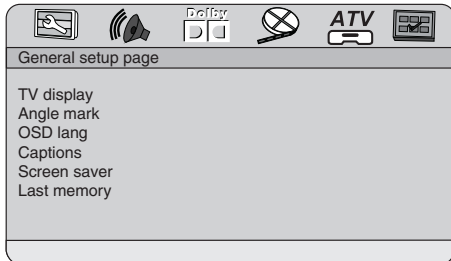 Dolby
ATV
General setup page
TV display
Angle mark
OSD lang
Captions
Screen saver
Last memory